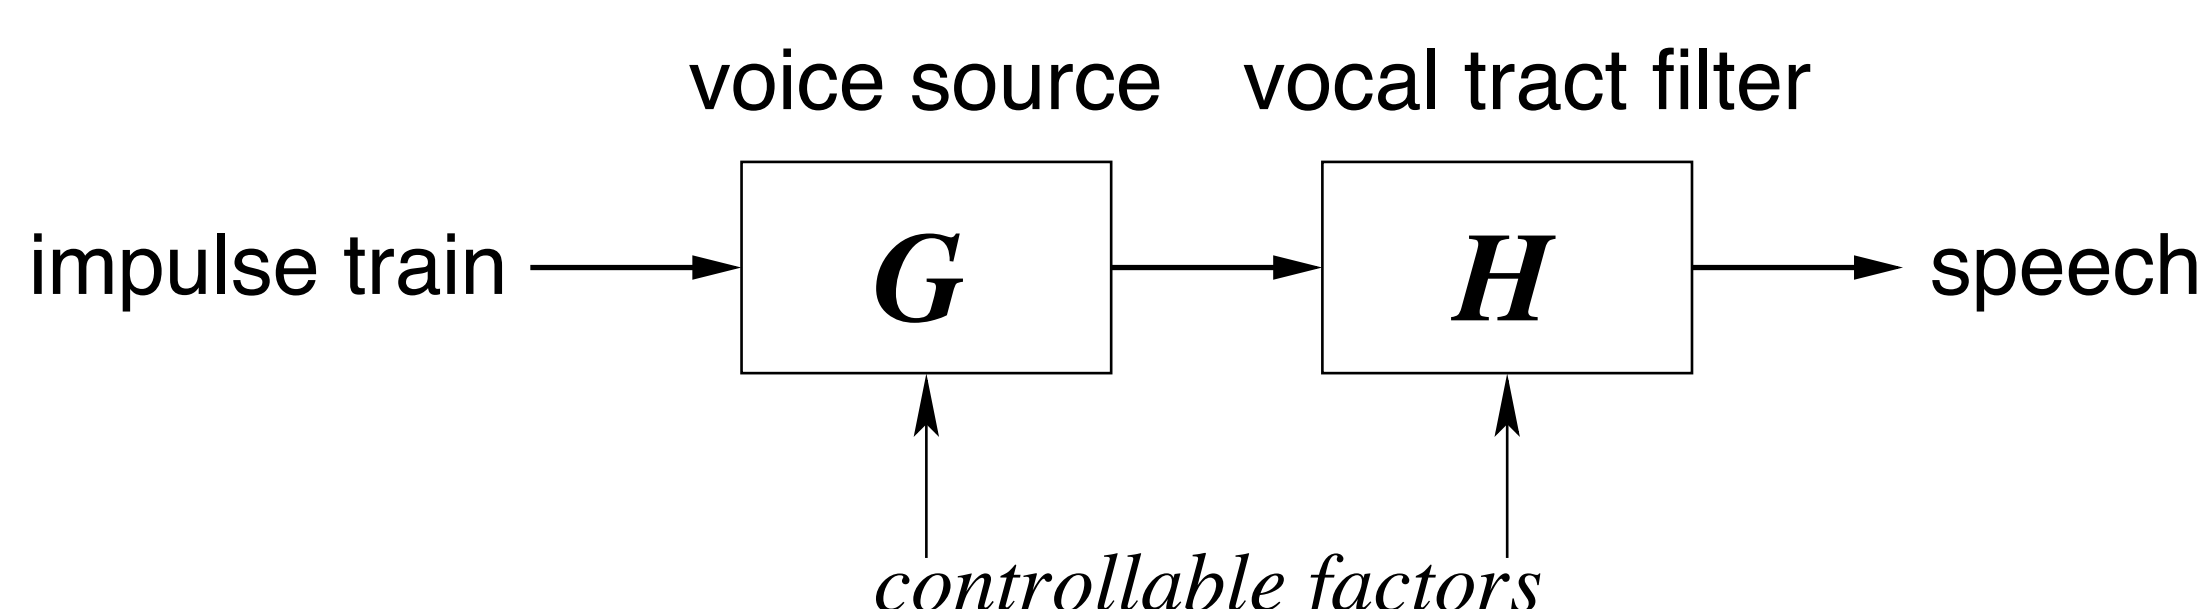 voice source vocal tract filter
impulse train G H speech
controllable factors